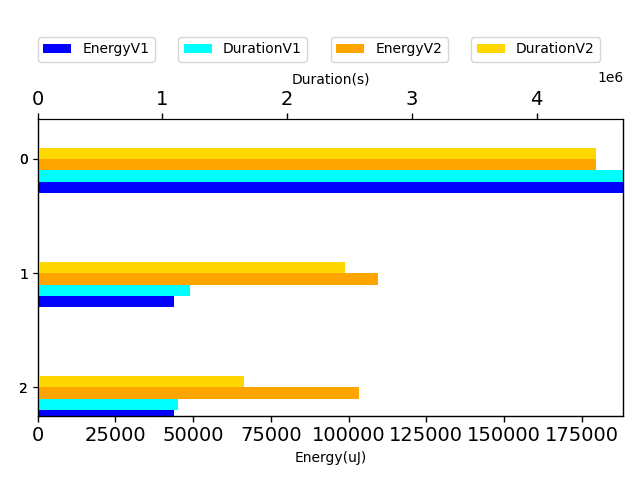 EnergyV1 DurationV1 EnergyV2 DurationV2
Duration(s)
0 1 2 3 4 1e6
0
1
2
0 25000 50000 75000 100000 125000 150000 175000
Energy(uJ)